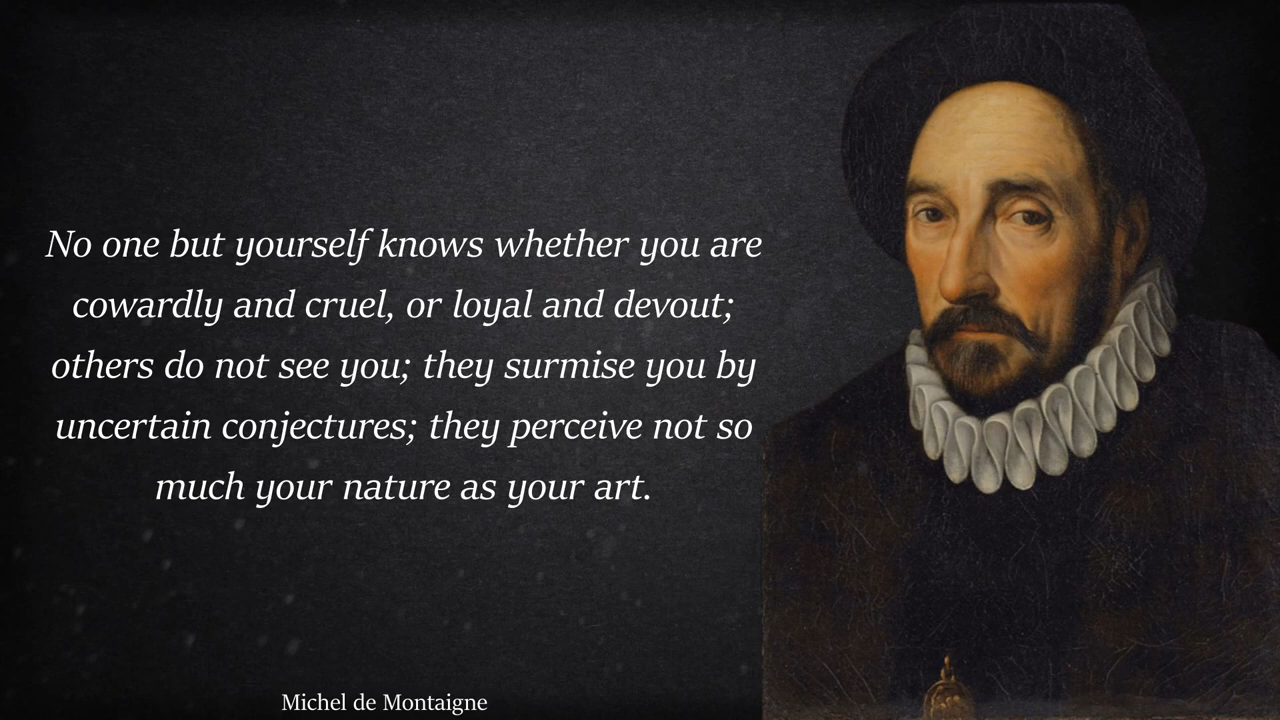 No one but yourself knows whether you are
cowardly and cruel, or loyal and devout;
others do not see you; they surmise you by
uncertain conjectures; they perceive not so
much your nature as your art.
Michel de Montaigne